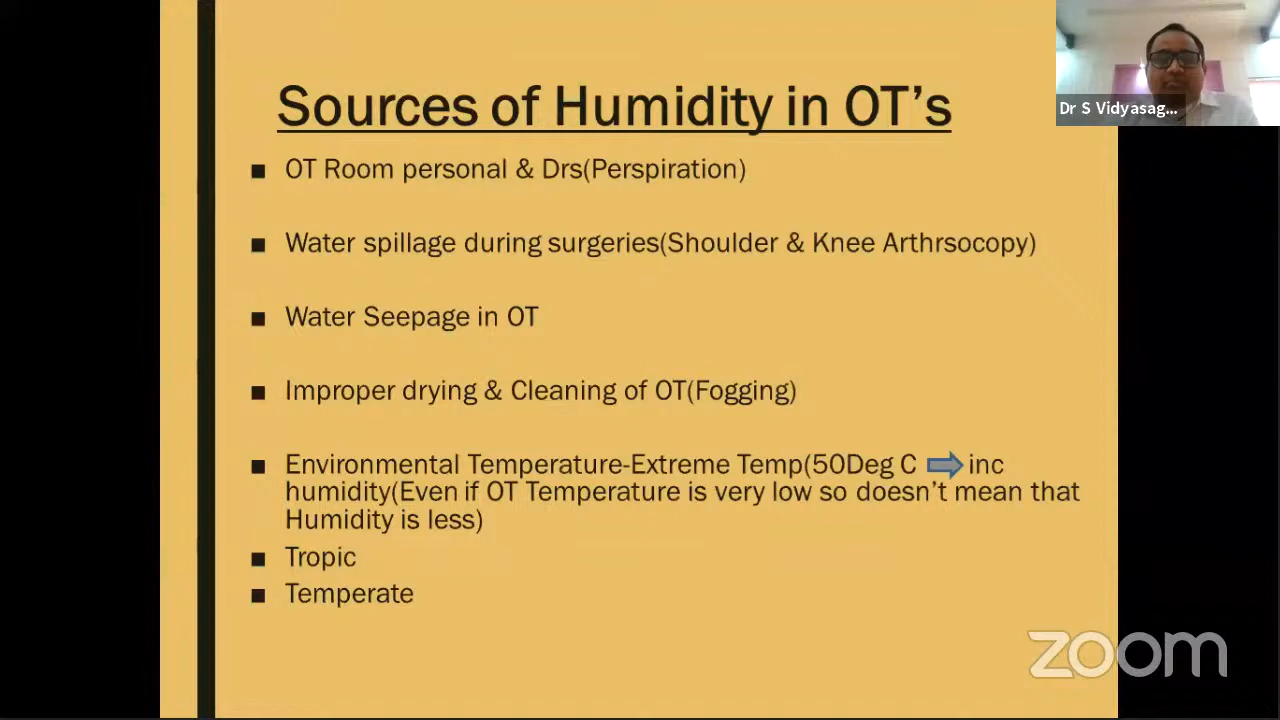 Sources of Humidity in OT’s
Dr S Vidyasag...
■ OT Room personal & Drs(Perspiration)
■ Water spillage during surgeries(Shoulder & Knee Arthrsocopy)
■ Water Seepage in OT
■ Improper drying & Cleaning of OT(Fogging)
■ Environmental Temperature-Extreme Temp(50Deg C ➡ inc
humidity(Even if OT Temperature is very low so doesn’t mean that
Humidity is less)
■ Tropic
■ Temperate
zoom